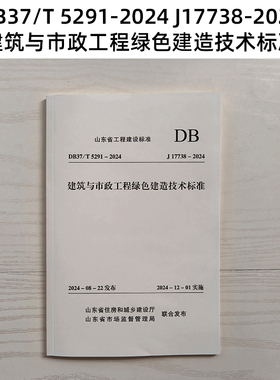 B37/T 5291-2024 J17738-202
建筑与市政工程绿色建造技术标准
山东省工程建设标准
DB
DB37/T 5291-2024
J 17738-2024
建筑与市政工程绿色建造技术标准
2024-08-22发布
2024-12-01实施
山东省住房和城乡建设厅
山东省市场监督管理局
联合发布